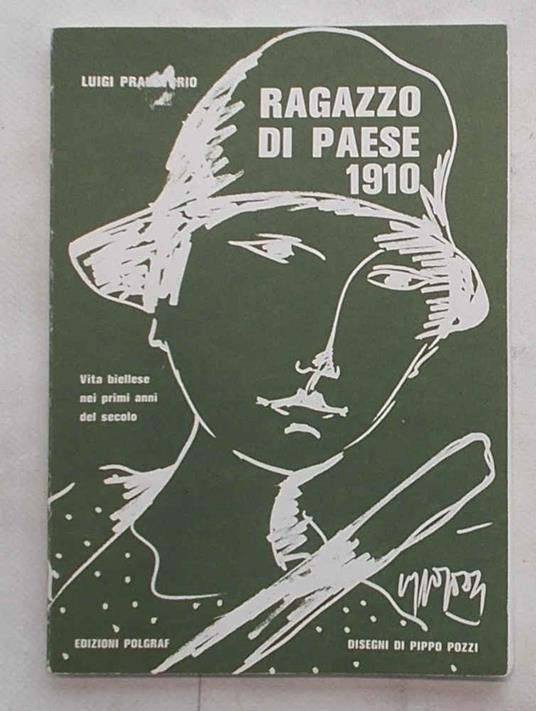 LUIGI
RAGAZZO
DI PAESE
1910
Vita biellese
nei primi anni
del secolo
EDIZIONI POLGRAF
DISEGNI DI PIPPO POZZI